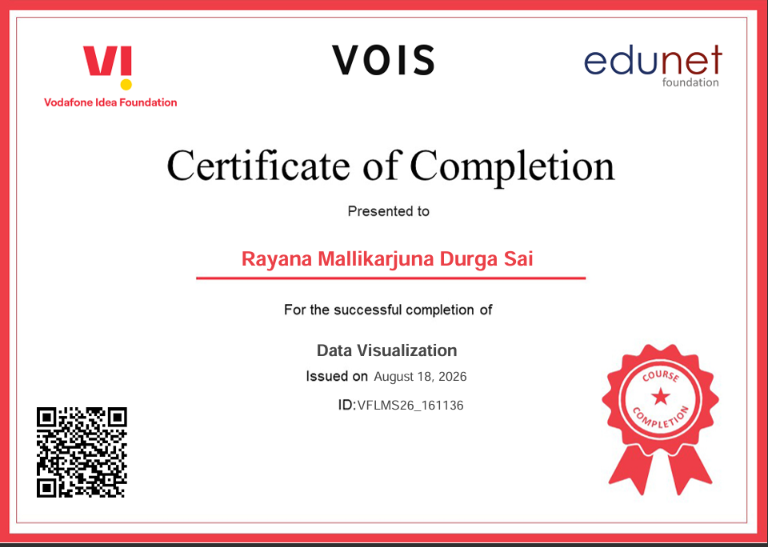 VI
Vodafone Idea Foundation
VOIS
edunet
foundation
Certificate of Completion
Presented to
Rayana Mallikarjuna Durga Sai
For the successful completion of
Data Visualization
Issued on August 18, 2026
ID:VFLMS26_161136
COURSE
COMPLETION